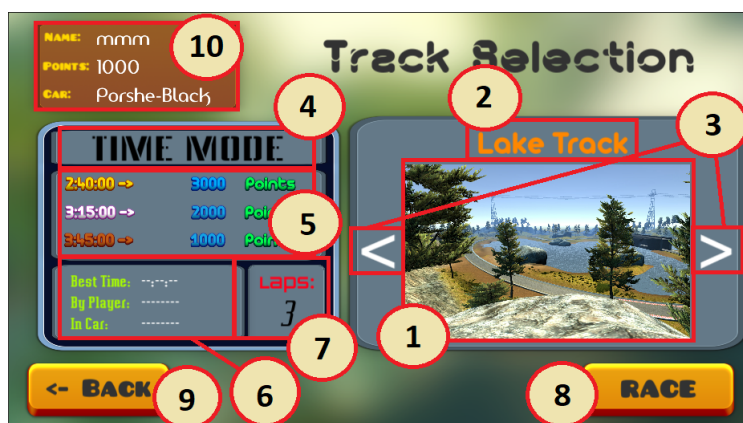 Name: mmm
Points: 1000
Car: Porshe-Black
10
Track Selection
4
2
3
TIME MODE
Lake Track
2:40:00 -> 3000 Points
3:15:00 -> 2000
3:45:00 -> 1000
5
< >
Best Time: --:--:--
By Player: --------
In Car: --------
Laps:
3
1
7
6
<- BACK
9
8
RACE